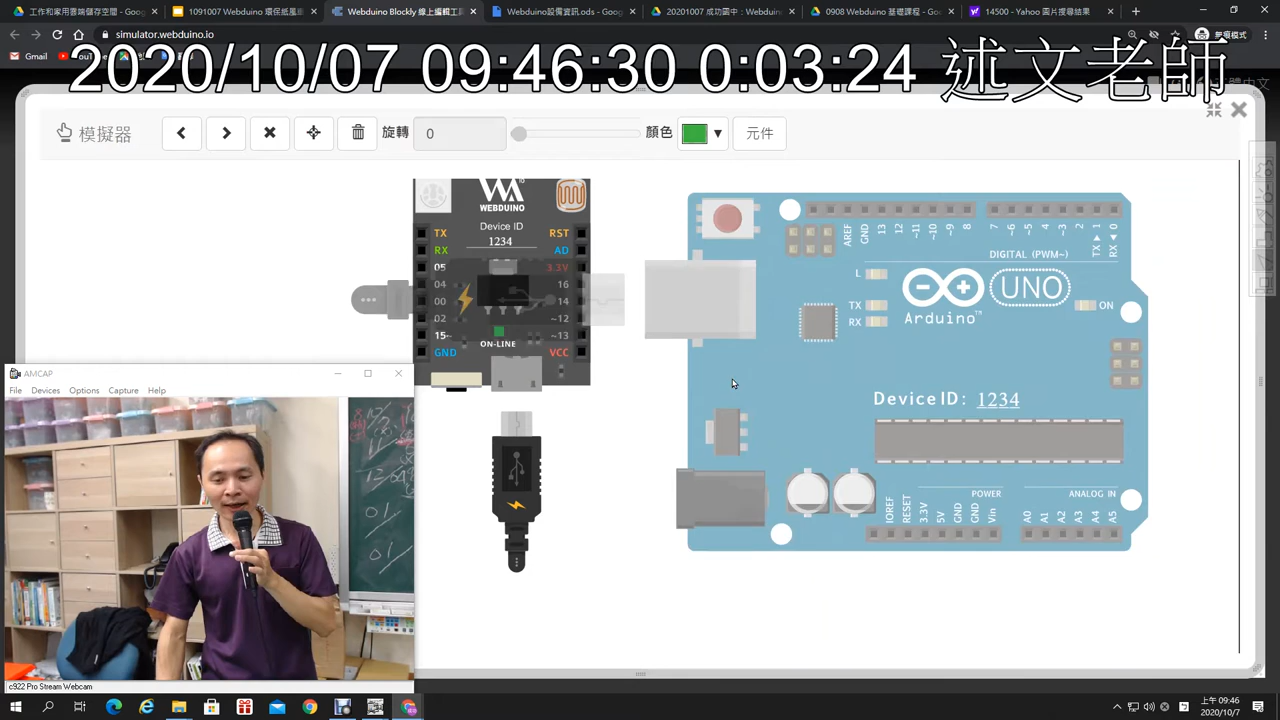 工作和家用雲端儲存空間 - Goo
1091007 Webduino 環保紙風車
Webduino Blockly 線上編輯工具
Webduino設備資訊.ods - Google
20201007 成功國中：Webduino
0908 Webduino 基礎課程 - Goog
14500 - Yahoo 圖片搜尋結果
simulator.webduino.io
無痕模式
Gmail
YouTube
2020/10/07 09:46:30 0:03:24 述文老師
模擬器
旋轉
0
顏色
元件
WEBDUINO
Device ID
1234
TX
RST
RX
AD
05
3.3V
04
16
00
14
02
~12
15~
~13
ON-LINE
GND
VCC
AREF
GND
13
12
~11
~10
~9
8
7
~6
~5
4
~3
2
TX ▸ 1
RX ◂ 0
DIGITAL (PWM~)
L
TX
RX
UNO
Arduino™
ON
Device ID: 1234
POWER
ANALOG IN
IOREF
RESET
3.3V
5V
GND
GND
Vin
A0
A1
A2
A3
A4
A5
AMCAP
File
Devices
Options
Capture
Help
c922 Pro Stream Webcam
上午 09:46
2020/10/7